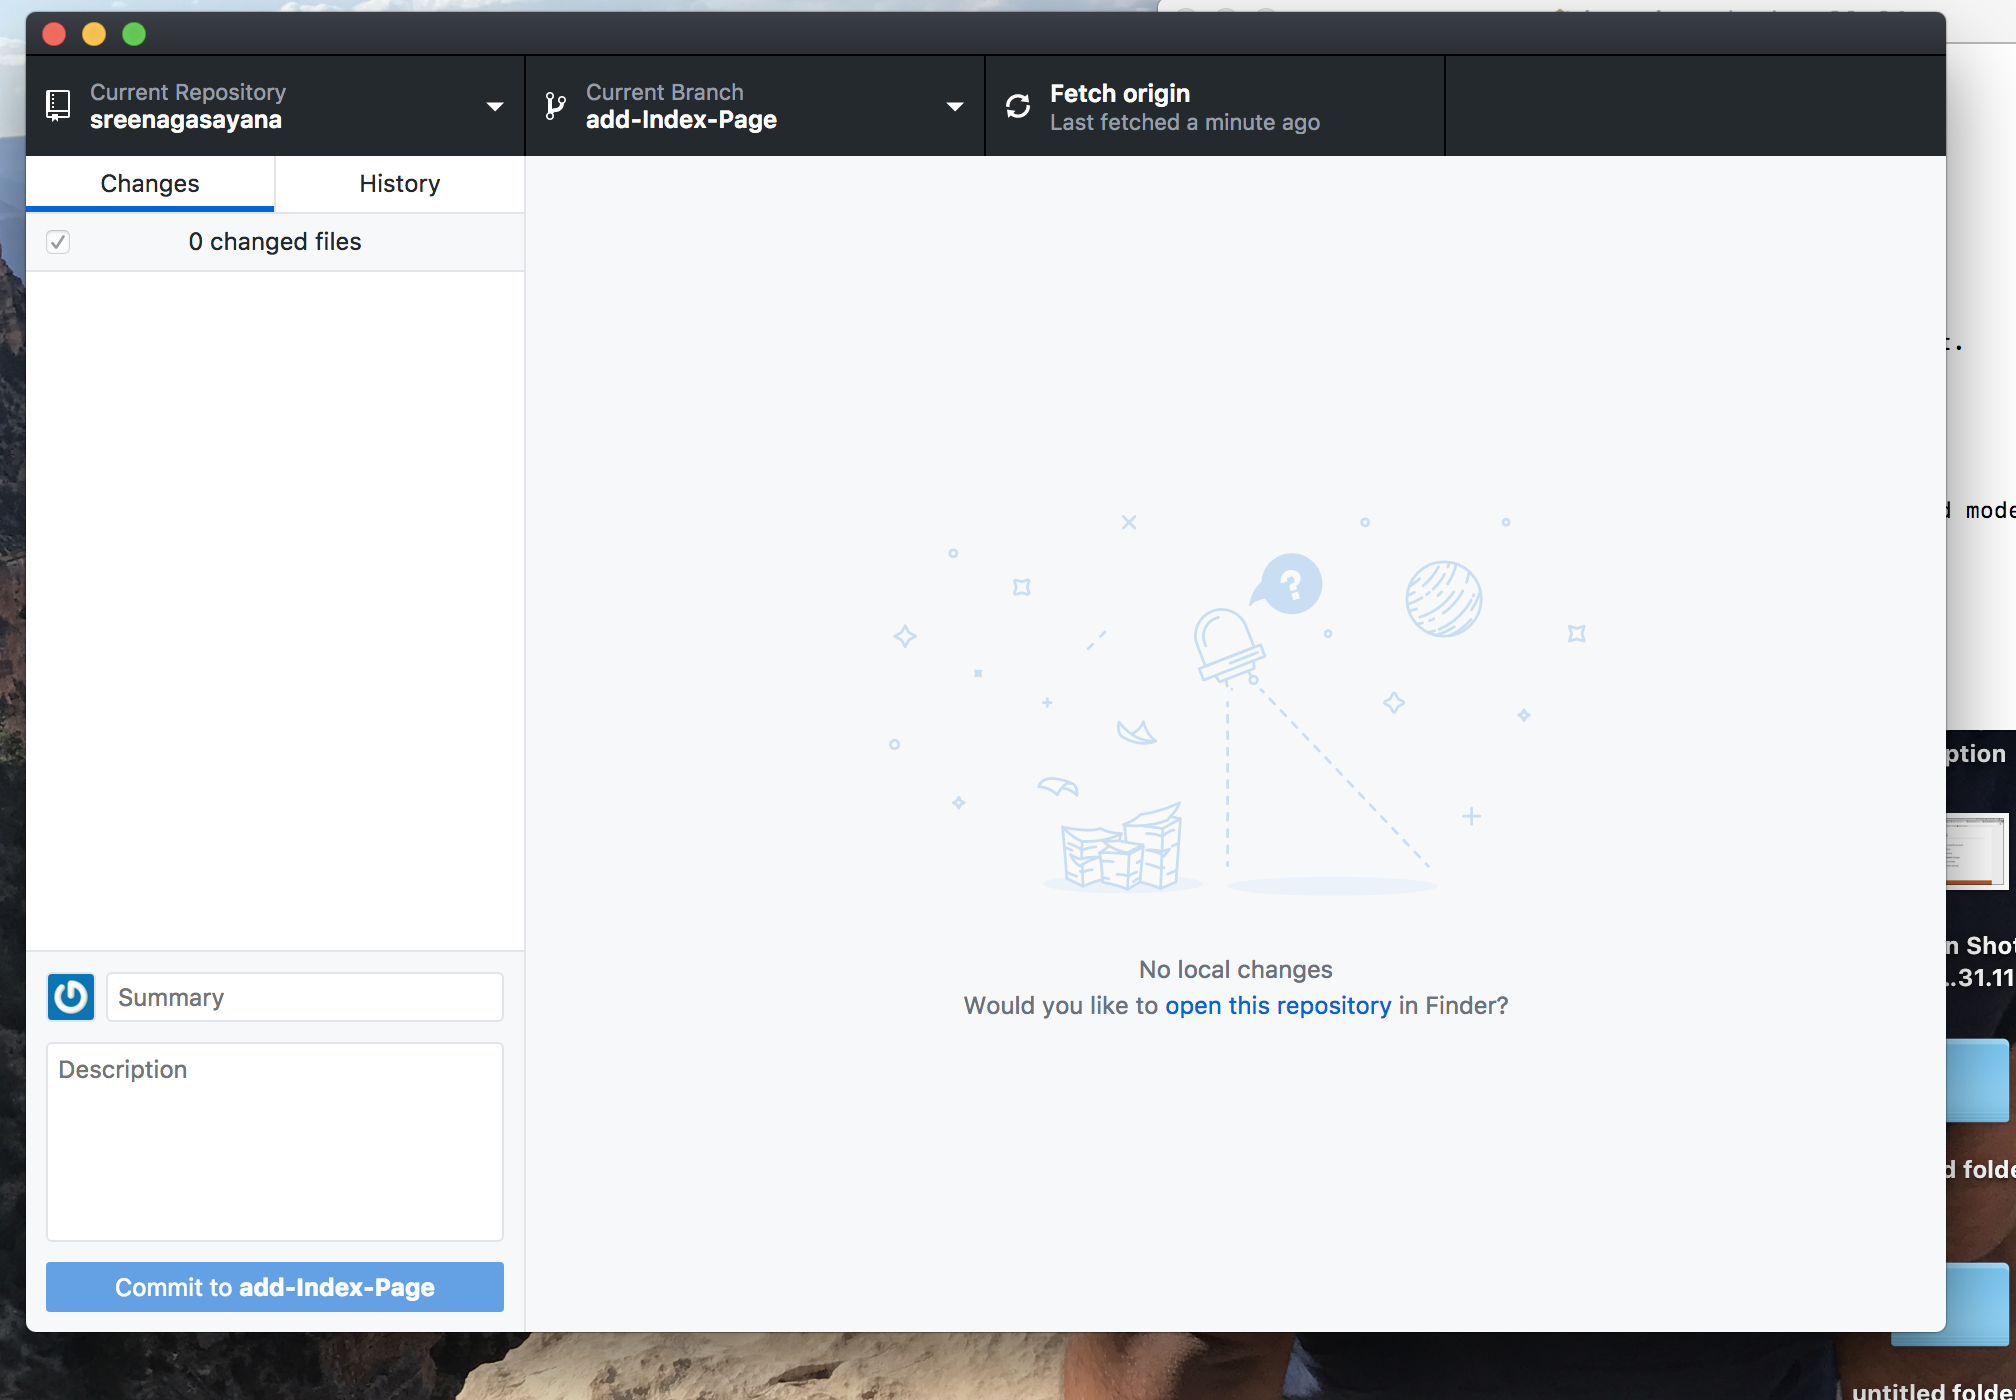 Current Repository
sreenagasayana
Current Branch
add-Index-Page
Fetch origin
Last fetched a minute ago
Changes
History
0 changed files
?
No local changes
Would you like to open this repository in Finder?
Summary
Description
Commit to add-Index-Page
mode
ption
n Shot
..31.11
d folde
untitled folde